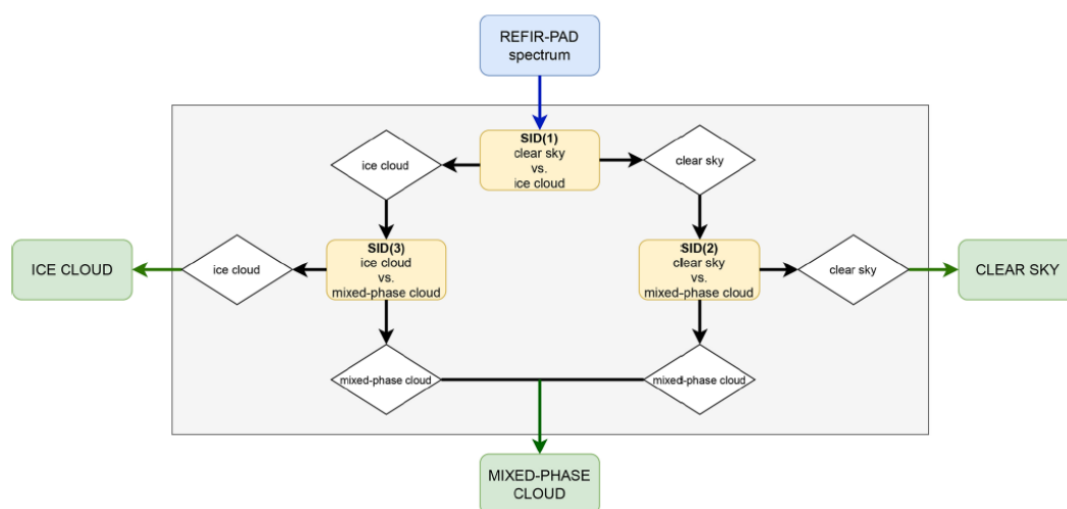 REFIR-PAD
spectrum
SID(1)
clear sky
vs.
ice cloud
ice cloud
clear sky
SID(3)
ice cloud
vs.
mixed-phase cloud
SID(2)
clear sky
vs.
mixed-phase cloud
ICE CLOUD
ice cloud
clear sky
CLEAR SKY
mixed-phase cloud
mixed-phase cloud
MIXED-PHASE
CLOUD